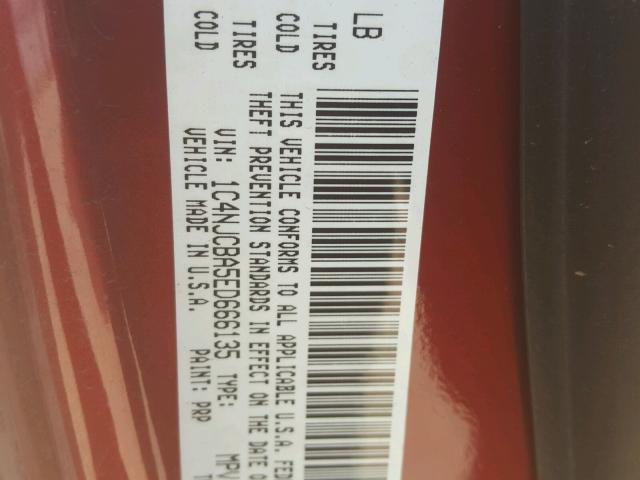 LB
TIRES COLD
TIRES COLD
THIS VEHICLE CONFORMS TO ALL APPLICABLE U.S.A. FED
THEFT PREVENTION STANDARDS IN EFFECT ON THE DATE O
VIN: 1C4NJCBA5ED666135 TYPE: MPV
VEHICLE MADE IN U.S.A. PAINT: PRP T